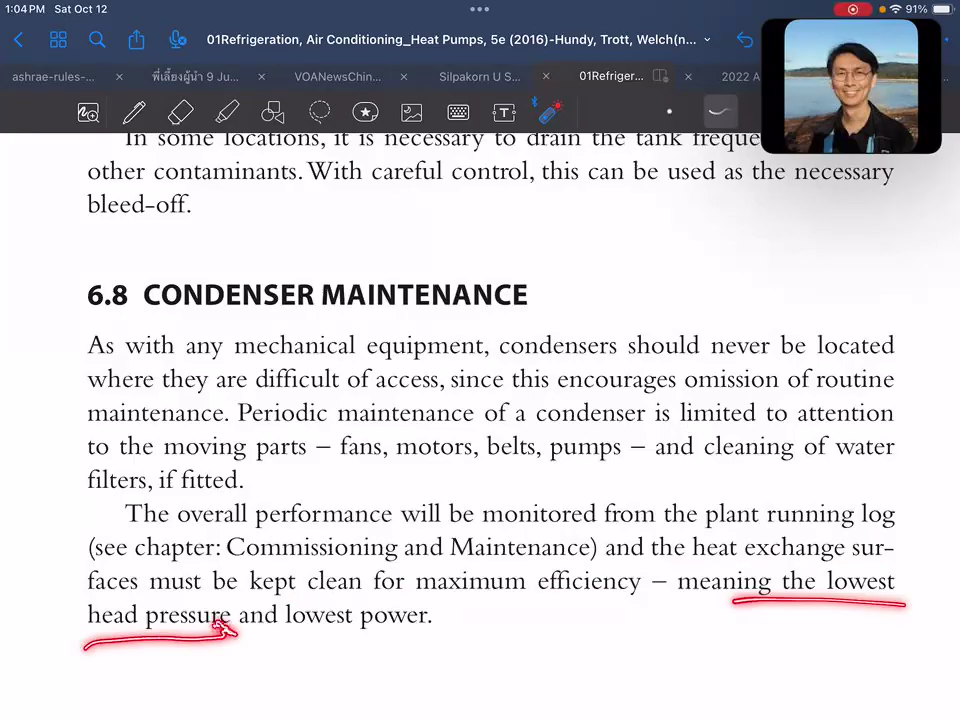 1:04 PM Sat Oct 12
91%
01Refrigeration, Air Conditioning_Heat Pumps, 5e (2016)-Hundy, Trott, Welch(n...
ashrae-rules-...
พี่เลี้ยงผู้นำ 9 Ju...
VOANewsChin...
Silpakorn U S...
01Refriger...
2022 A
In some locations, it is necessary to drain the tank
other contaminants. With careful control, this can be used as the necessary
bleed-off.
6.8 CONDENSER MAINTENANCE
As with any mechanical equipment, condensers should never be located
where they are difficult of access, since this encourages omission of routine
maintenance. Periodic maintenance of a condenser is limited to attention
to the moving parts – fans, motors, belts, pumps – and cleaning of water
filters, if fitted.
The overall performance will be monitored from the plant running log
(see chapter: Commissioning and Maintenance) and the heat exchange sur-
faces must be kept clean for maximum efficiency – meaning the lowest
head pressure and lowest power.